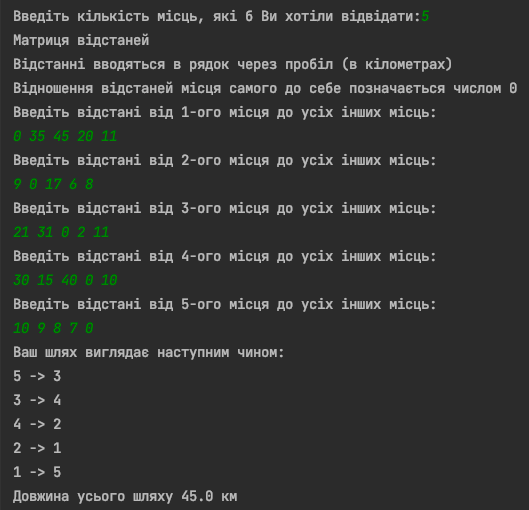 Введіть кількість місць, які б Ви хотіли відвідати:5
Матриця відстаней
Відстанні вводяться в рядок через пробіл (в кілометрах)
Відношення відстаней місця самого до себе позначається числом 0
Введіть відстані від 1-ого місця до усіх інших місць:
0 35 45 20 11
Введіть відстані від 2-ого місця до усіх інших місць:
9 0 17 6 8
Введіть відстані від 3-ого місця до усіх інших місць:
21 31 0 2 11
Введіть відстані від 4-ого місця до усіх інших місць:
30 15 40 0 10
Введіть відстані від 5-ого місця до усіх інших місць:
10 9 8 7 0
Ваш шлях виглядає наступним чином:
5 -> 3
3 -> 4
4 -> 2
2 -> 1
1 -> 5
Довжина усього шляху 45.0 км